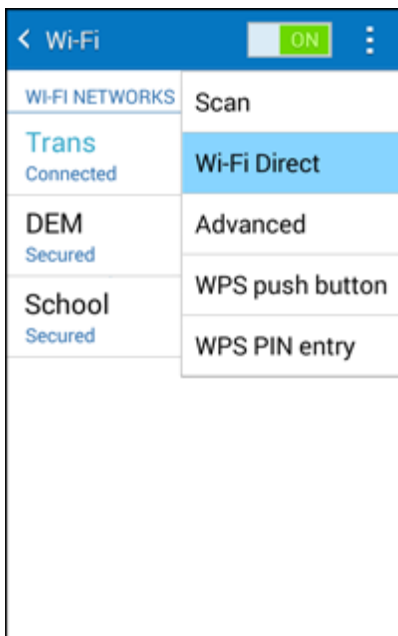 Wi-Fi
ON
WI-FI NETWORKS
Trans
Connected
DEM
Secured
School
Secured
Scan
Wi-Fi Direct
Advanced
WPS push button
WPS PIN entry